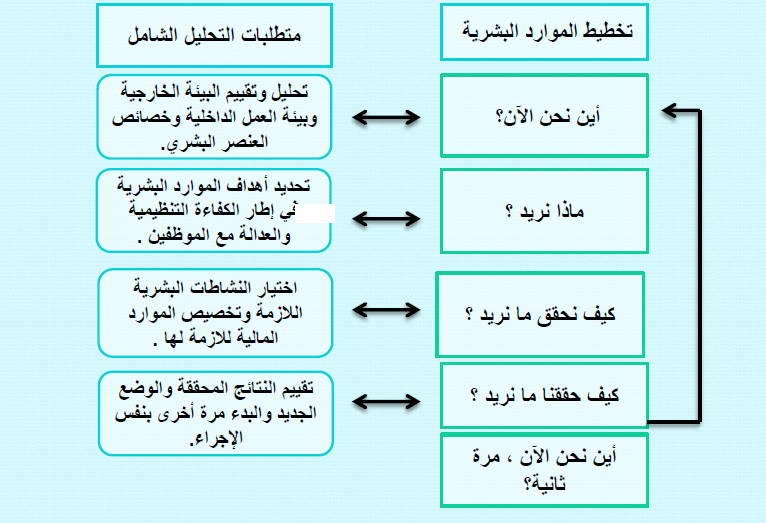 تخطيط الموارد البشرية
متطلبات التحليل الشامل
أين نحن الآن؟
تحليل وتقييم البيئة الخارجية
وبيئة العمل الداخلية وخصائص
العنصر البشري.
ماذا نريد ؟
تحديد أهداف الموارد البشرية
في إطار الكفاءة التنظيمية
والعدالة مع الموظفين .
كيف نحقق ما نريد ؟
اختيار النشاطات البشرية
اللازمة وتخصيص الموارد
المالية للازمة لها .
كيف حققنا ما نريد ؟
تقييم النتائج المحققة والوضع
الجديد والبدء مرة أخرى بنفس
الإجراء.
أين نحن الآن ، مرة
ثانية؟